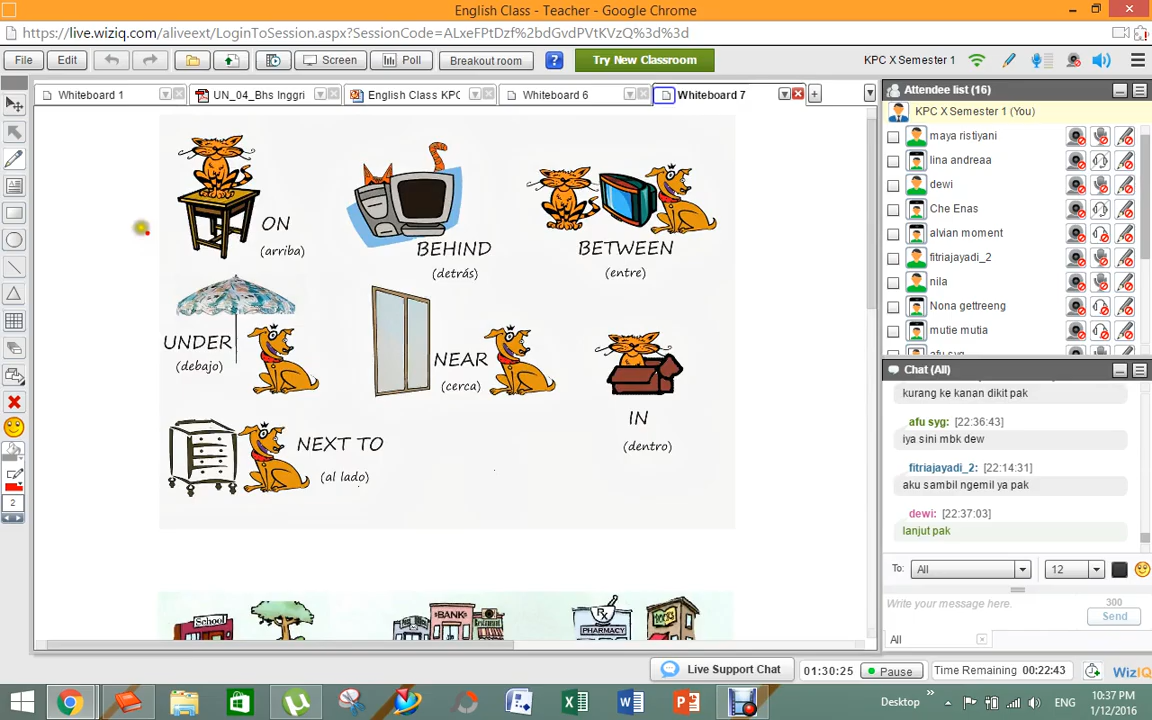 English Class - Teacher - Google Chrome
https://live.wiziq.com/aliveext/LoginToSession.aspx?SessionCode=ALxeFPtDzf%2bdGvdPVtKVzQ%3d%3d
File Edit Screen Poll Breakout room ? Try New Classroom KPC X Semester 1
Whiteboard 1 UN_04_Bhs Inggri English Class KPC Whiteboard 6 Whiteboard 7
Attendee list (16)
KPC X Semester 1 (You)
maya ristiyani
lina andreaa
dewi
Che Enas
alvian moment
fitriajayadi_2
nila
Nona gettreeng
mutie mutia
afu syg
ON
(arriba)
BEHIND
(detrás)
BETWEEN
(entre)
UNDER
(debajo)
NEAR
(cerca)
IN
(dentro)
NEXT TO
(al lado)
School
BANK
PHARMACY
2
Chat (All)
kurang ke kanan dikit pak
afu syg: [22:36:43]
iya sini mbk dew
fitriajayadi_2: [22:14:31]
aku sambil ngemil ya pak
dewi: [22:37:03]
lanjut pak
To: All 12
Write your message here. 300
Send
All
Live Support Chat 01:30:25 Pause Time Remaining 00:22:43 WizIQ
Desktop ENG 10:37 PM
1/12/2016